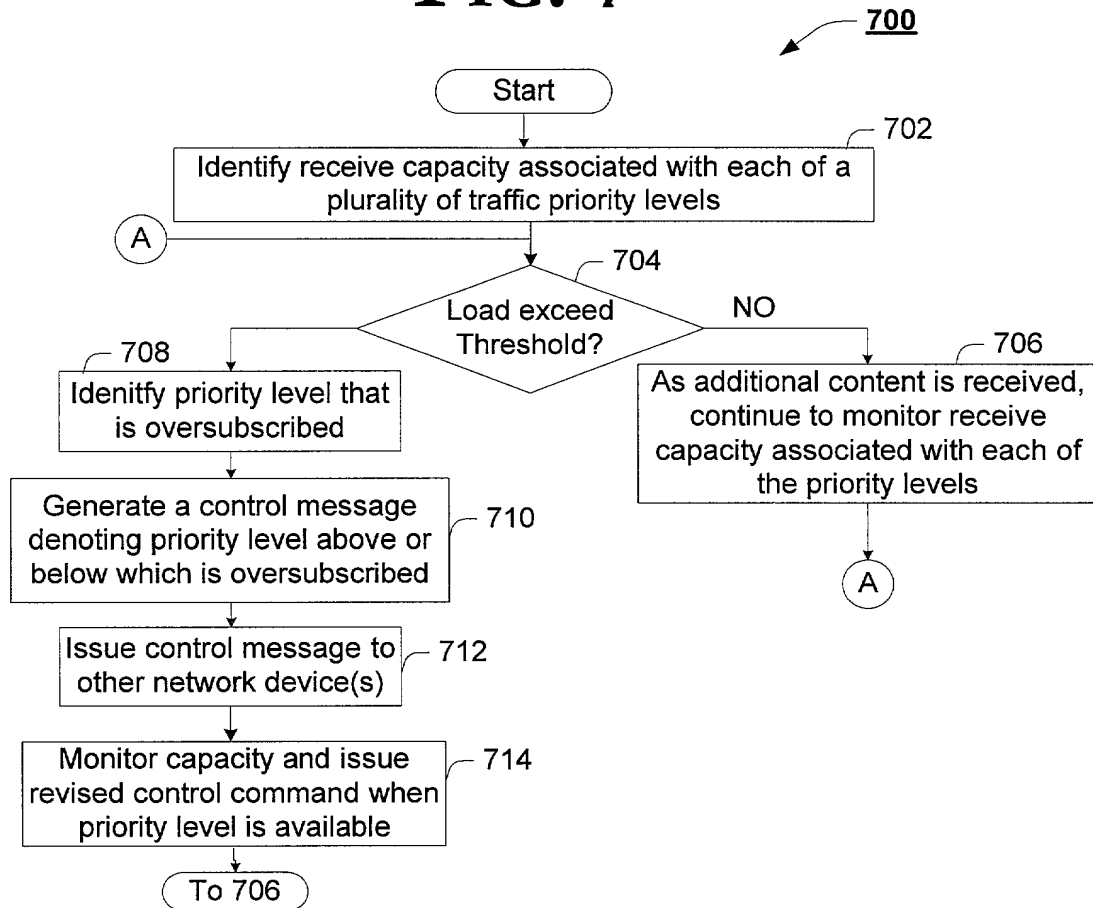 FIG. 7
700
Start
702
Identify receive capacity associated with each of a
plurality of traffic priority levels
A
704
Load exceed
Threshold?
NO
708
Idenitfy priority level that
is oversubscribed
706
As additional content is received,
continue to monitor receive
capacity associated with each of
the priority levels
A
Generate a control message
denoting priority level above or
below which is oversubscribed
710
Issue control message to
other network device(s)
712
Monitor capacity and issue
revised control command when
priority level is available
714
To 706